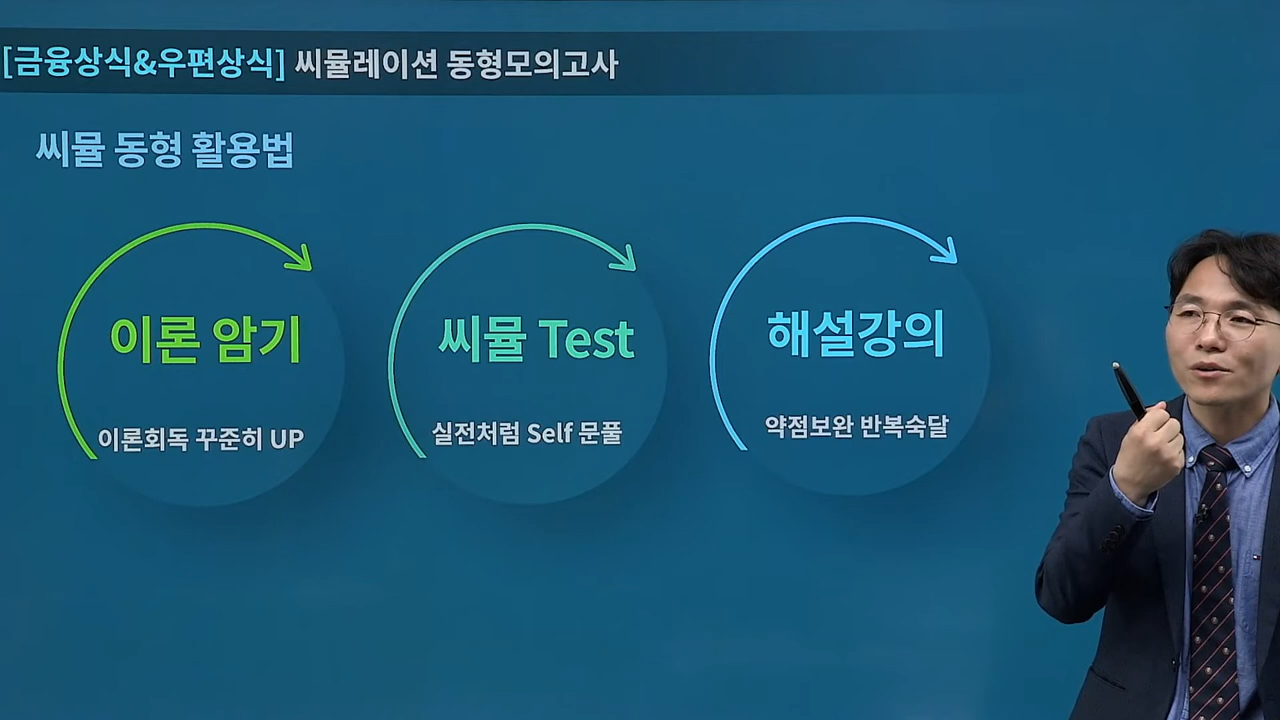 [금융상식&우편상식] 씨뮬레이션 동형모의고사
씨뮬 동형 활용법
이론 암기
이론회독 꾸준히 UP
씨뮬 Test
실전처럼 Self 문풀
해설강의
약점보완 반복숙달